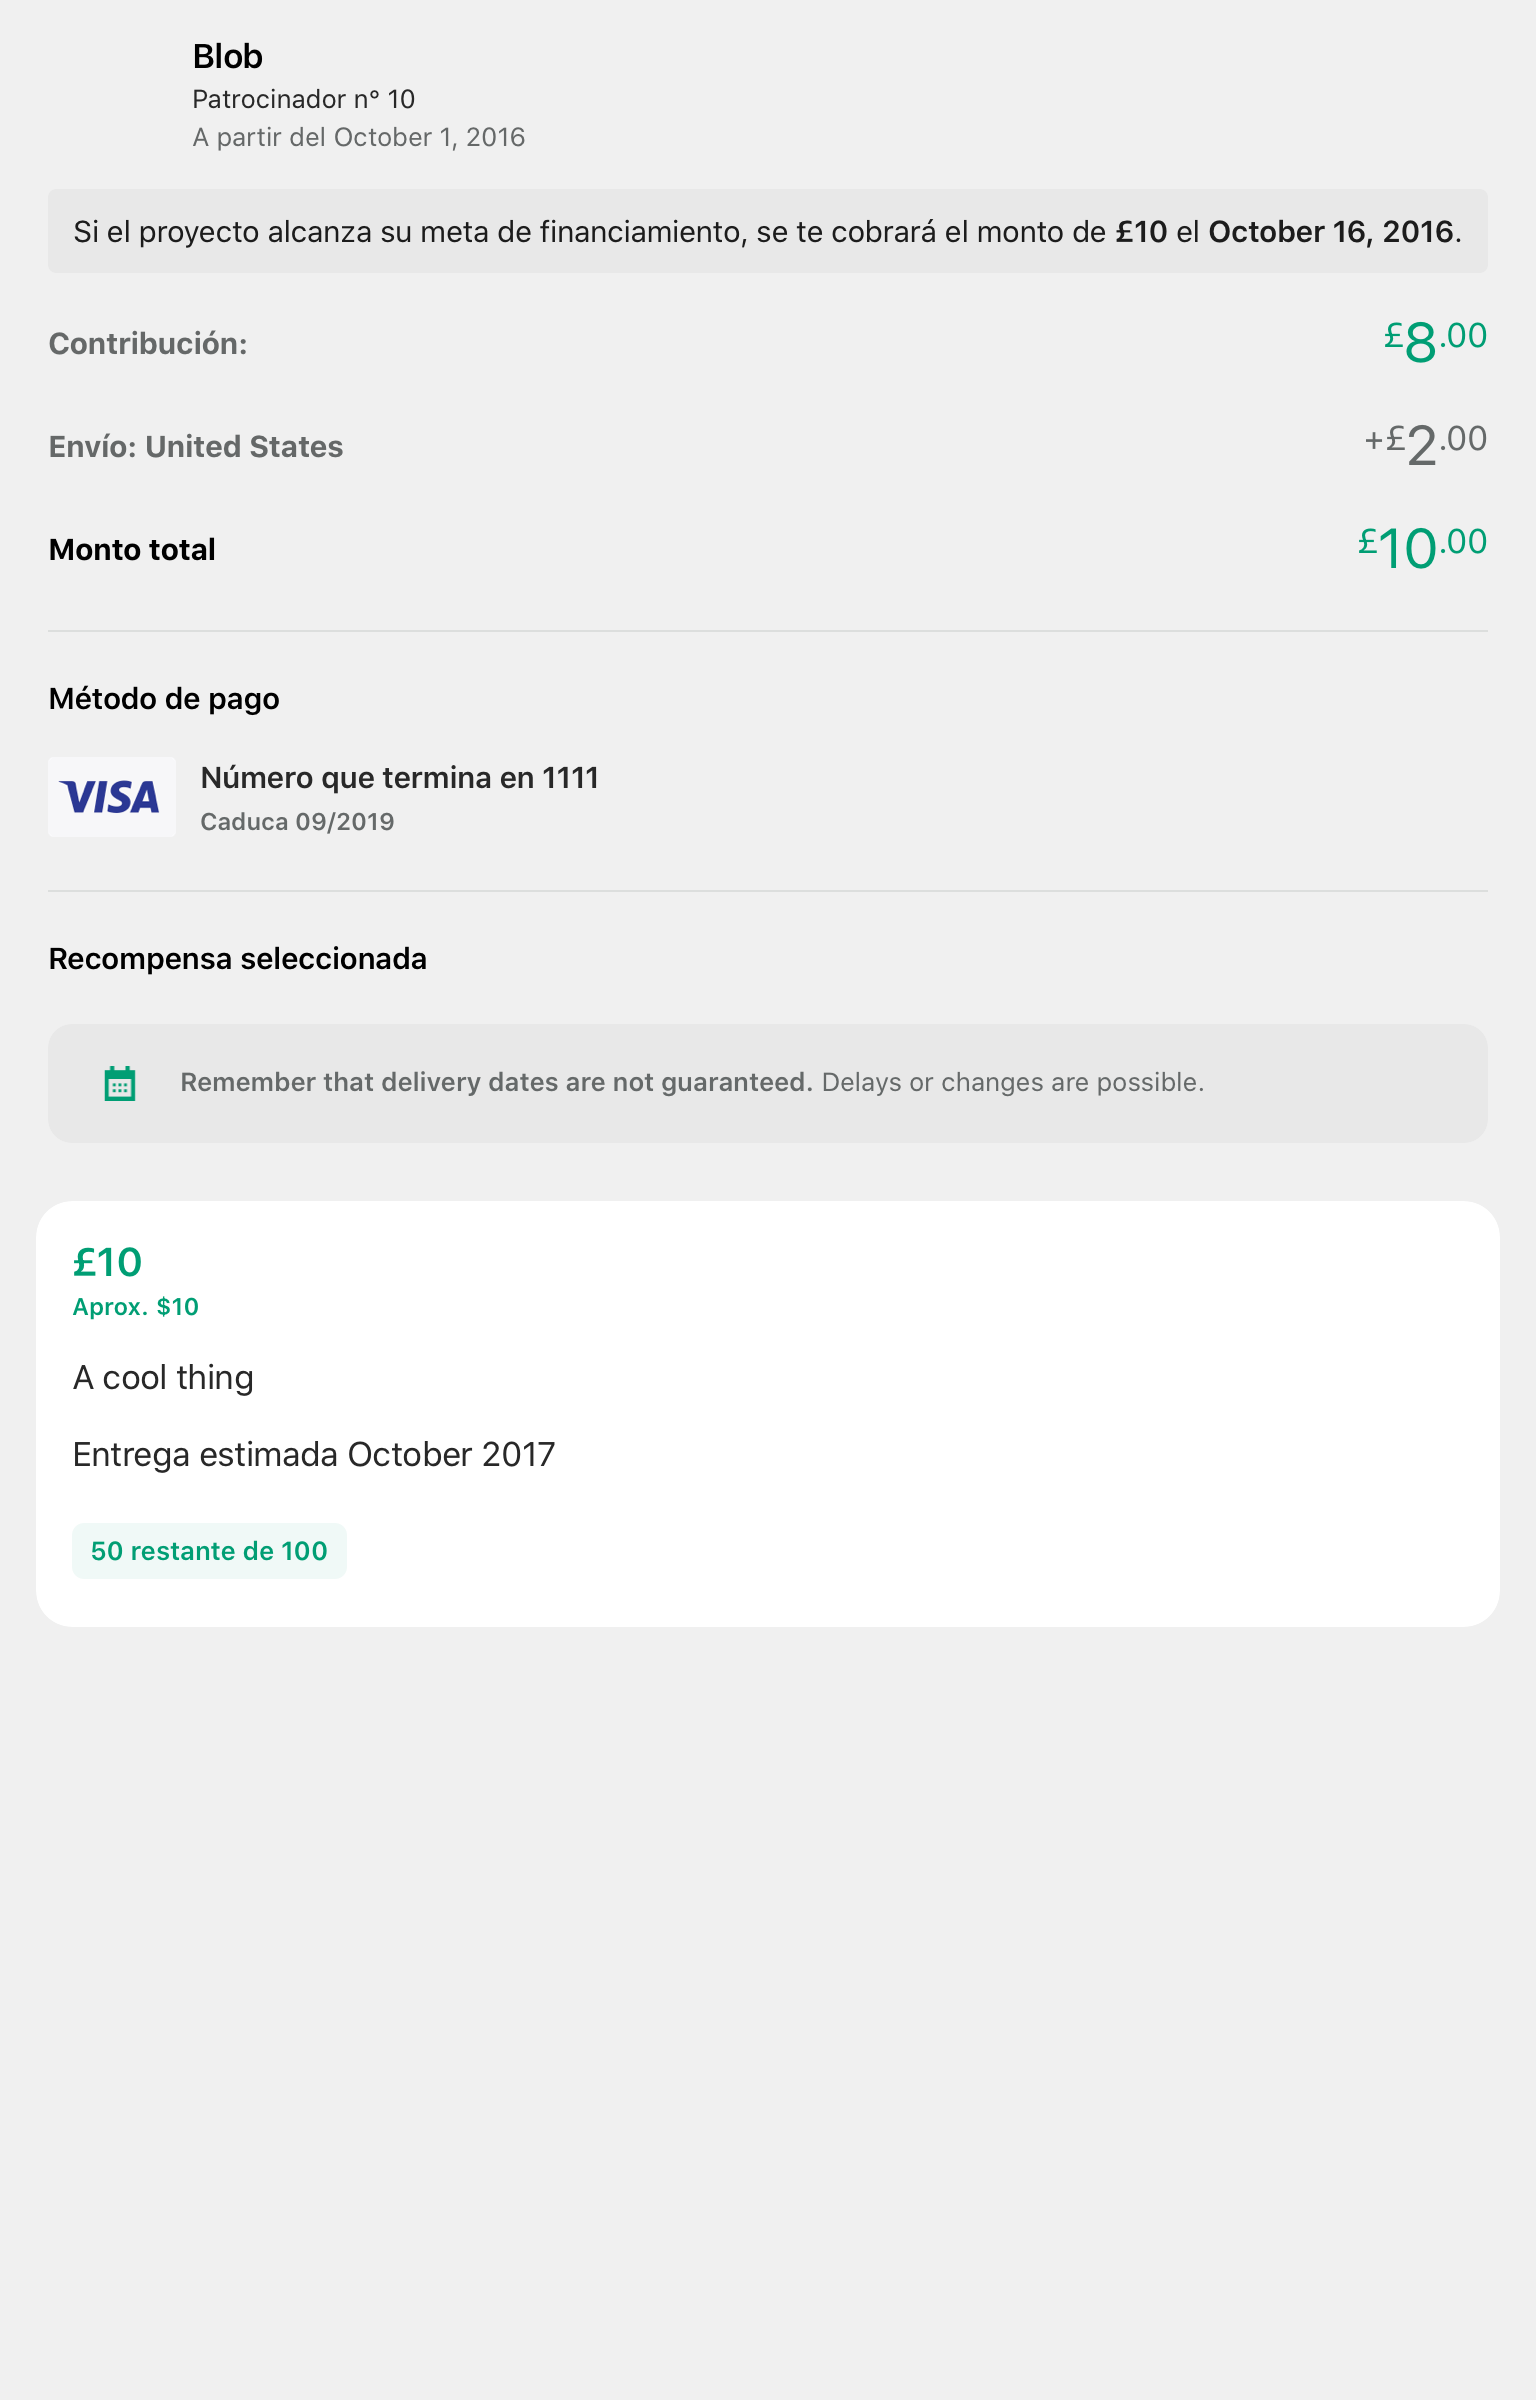 Blob
Patrocinador n° 10
A partir del October 1, 2016
Si el proyecto alcanza su meta de financiamiento, se te cobrará el monto de £10 el October 16, 2016.
Contribución:
£8.00
Envío: United States
+£2.00
Monto total
£10.00
Método de pago
VISA
Número que termina en 1111
Caduca 09/2019
Recompensa seleccionada
Remember that delivery dates are not guaranteed. Delays or changes are possible.
£10
Aprox. $10
A cool thing
Entrega estimada October 2017
50 restante de 100